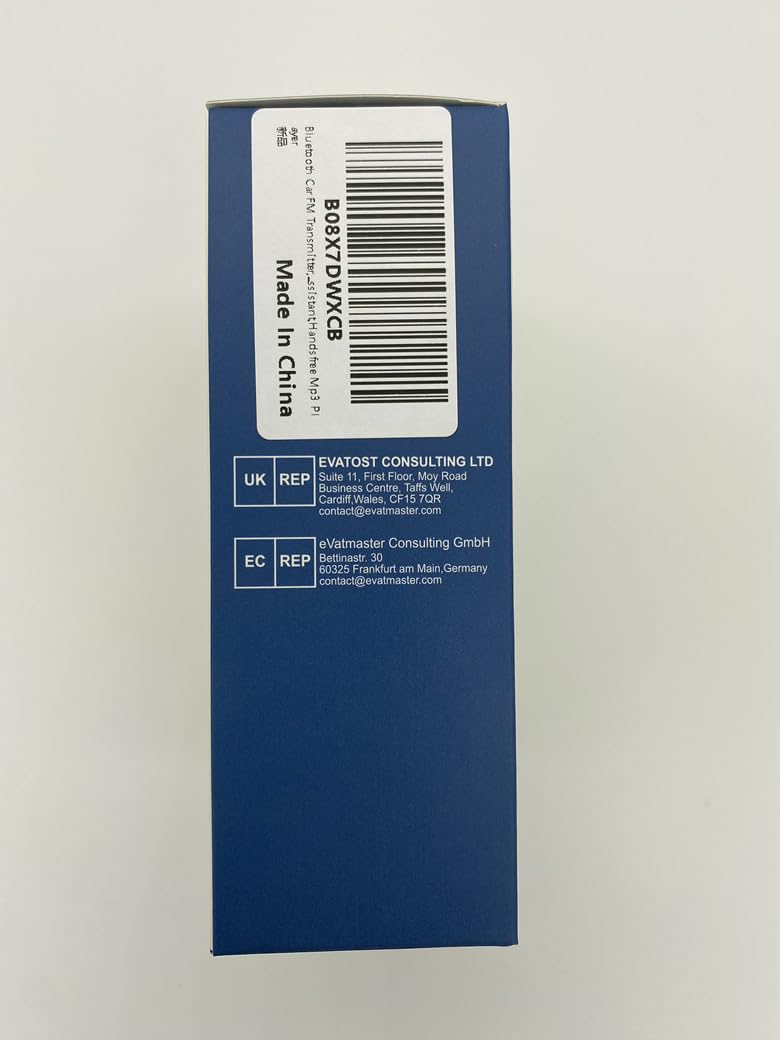 B08X7DWXCB
Bluetooth Car FM Transmitter,_ssistant,Handsfree Mp3 Pl
ayer
新品
Made In China
UK REP
EVATOST CONSULTING LTD
Suite 11, First Floor, Moy Road
Business Centre, Taffs Well,
Cardiff,Wales, CF15 7QR
contact@evatmaster.com
EC REP
eVatmaster Consulting GmbH
Bettinastr. 30
60325 Frankfurt am Main,Germany
contact@evatmaster.com